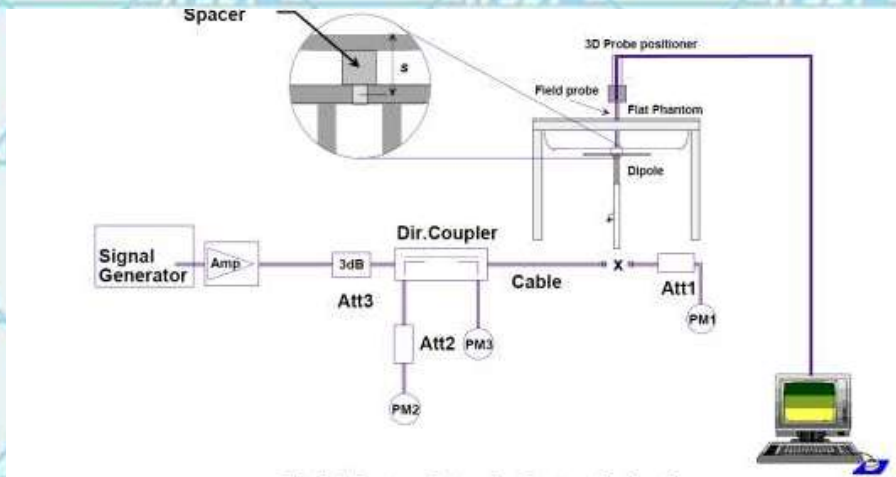 Spacer
s
3D Probe positioner
Field probe
Flat Phantom
Dipole
Signal
Generator
Amp
3dB
Att3
Dir.Coupler
Cable
x
Att1
PM1
Att2
PM3
PM2